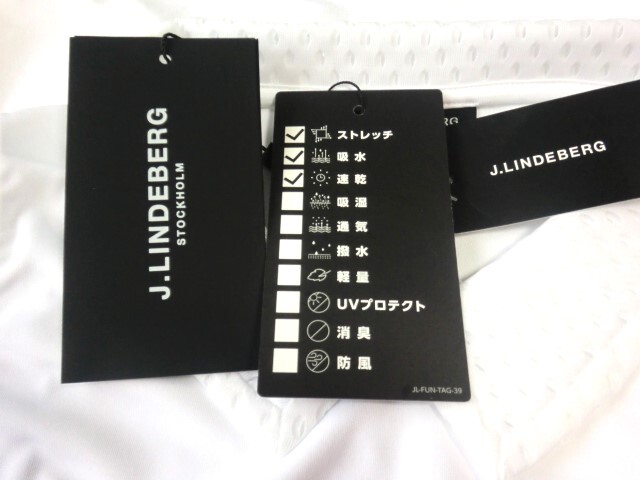 J.LINDEBERG
STOCKHOLM
ストレッチ
吸水
速乾
吸湿
通気
撥水
軽量
UVプロテクト
消臭
防風
JL-FUN-TAG-39
RG
J.LINDEBERG